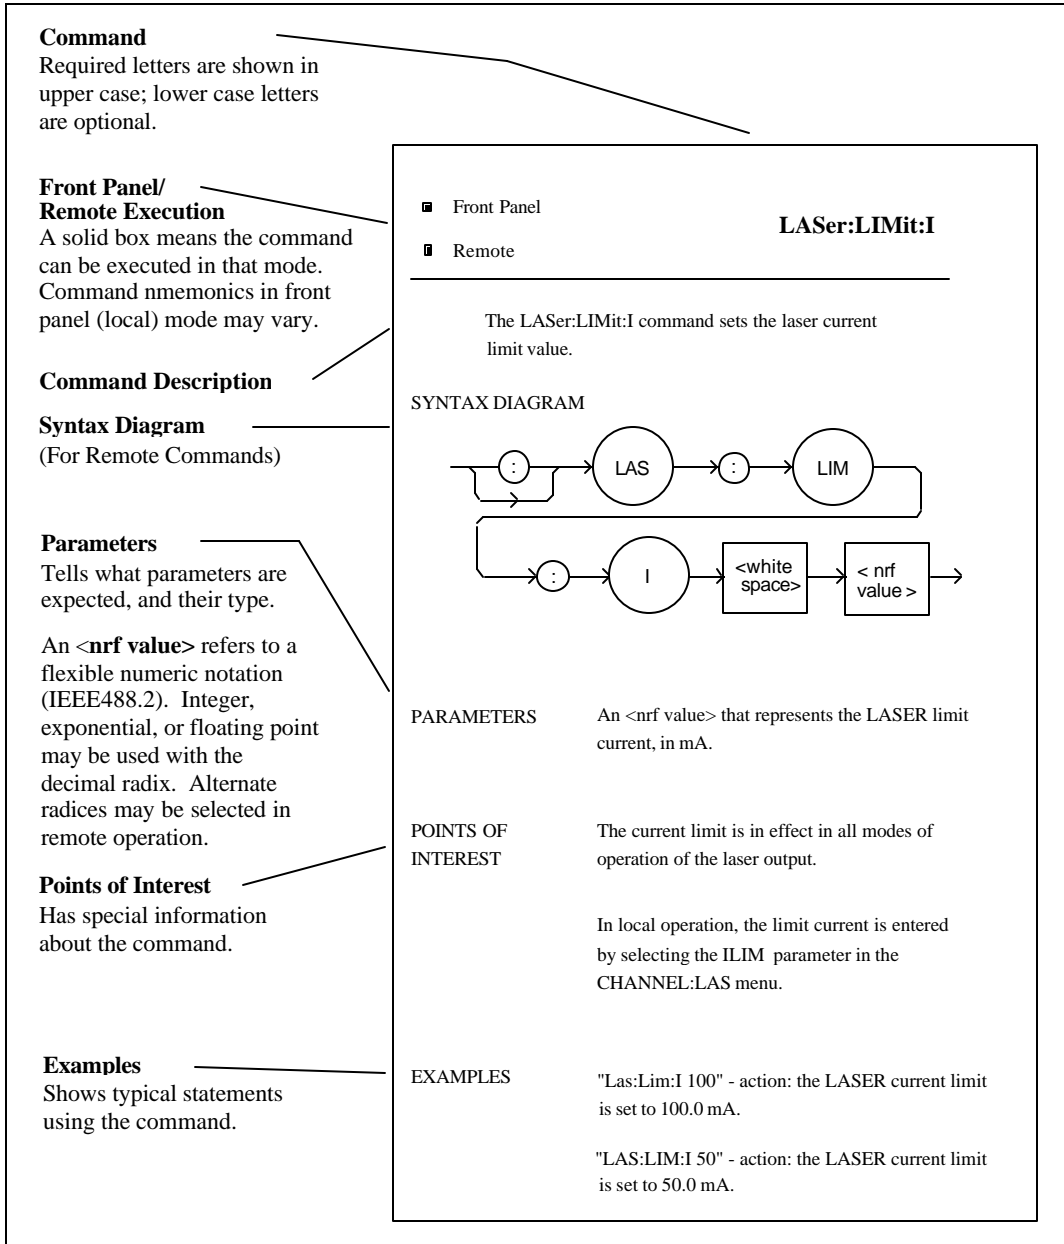 Command
Required letters are shown in
upper case; lower case letters
are optional.
Front Panel/
Remote Execution
A solid box means the command
can be executed in that mode.
Command nmemonics in front
panel (local) mode may vary.
Command Description
Syntax Diagram
(For Remote Commands)
Parameters
Tells what parameters are
expected, and their type.
An <nrf value> refers to a
flexible numeric notation
(IEEE488.2). Integer,
exponential, or floating point
may be used with the
decimal radix. Alternate
radices may be selected in
remote operation.
Points of Interest
Has special information
about the command.
Examples
Shows typical statements
using the command.
Front Panel
Remote
LASer:LIMit:I
The LASer:LIMit:I command sets the laser current
limit value.
SYNTAX DIAGRAM
: LAS : LIM
: I <white space> < nrf value >
PARAMETERS
An <nrf value> that represents the LASER limit
current, in mA.
POINTS OF
INTEREST
The current limit is in effect in all modes of
operation of the laser output.
In local operation, the limit current is entered
by selecting the ILIM parameter in the
CHANNEL:LAS menu.
EXAMPLES
"Las:Lim:I 100" - action: the LASER current limit
is set to 100.0 mA.
"LAS:LIM:I 50" - action: the LASER current limit
is set to 50.0 mA.